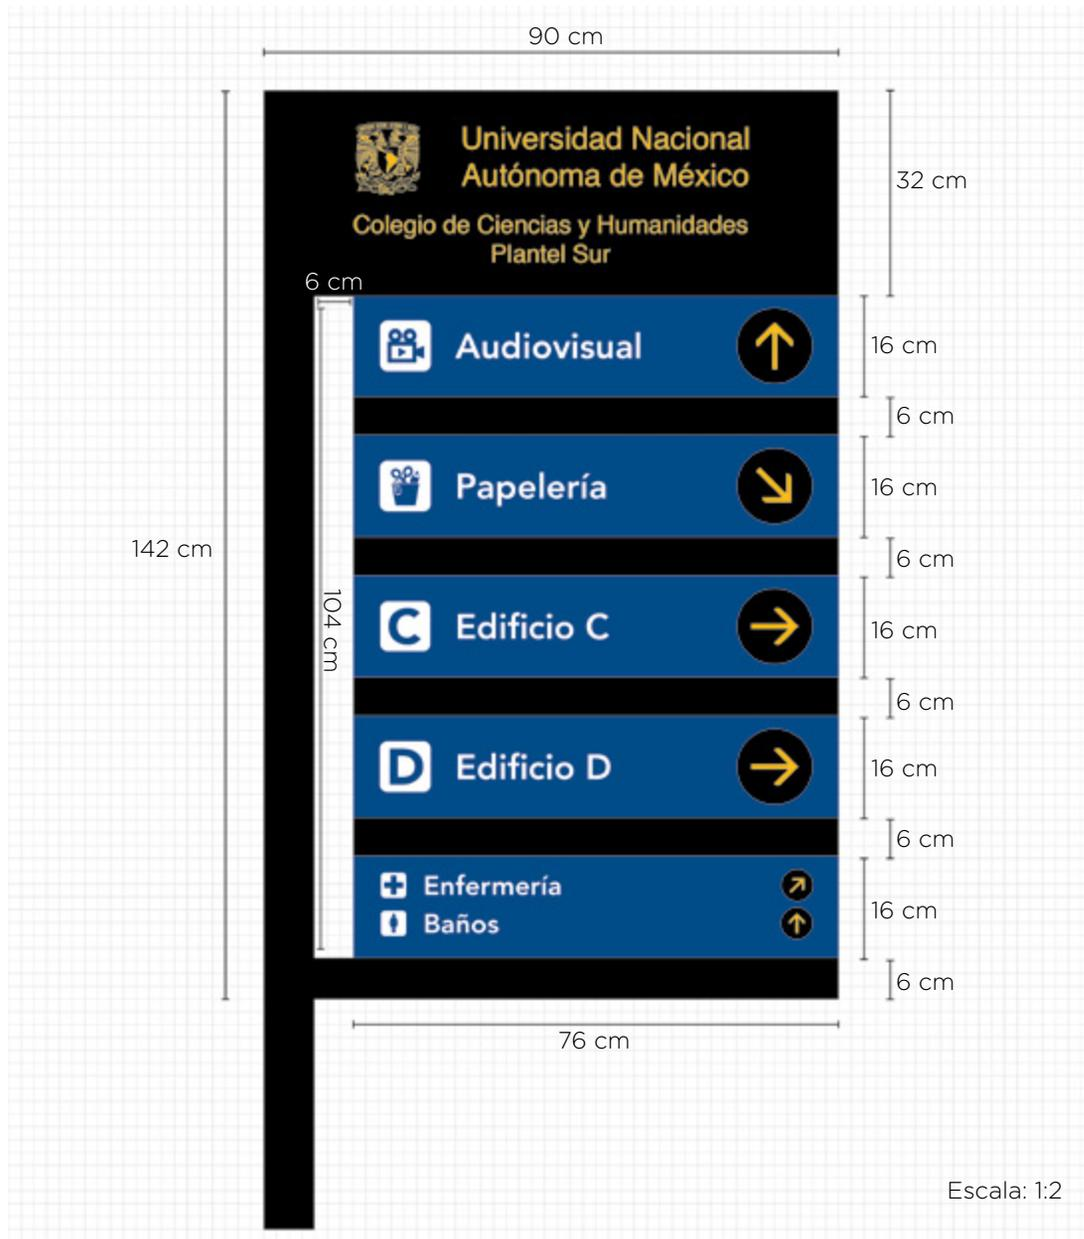 90 cm
Universidad Nacional
Autónoma de México
Colegio de Ciencias y Humanidades
Plantel Sur
32 cm
6 cm
Audiovisual
16 cm
6 cm
Papelería
16 cm
142 cm
6 cm
104 cm
C Edificio C
16 cm
6 cm
D Edificio D
16 cm
6 cm
Enfermería
Baños
16 cm
6 cm
76 cm
Escala: 1:2